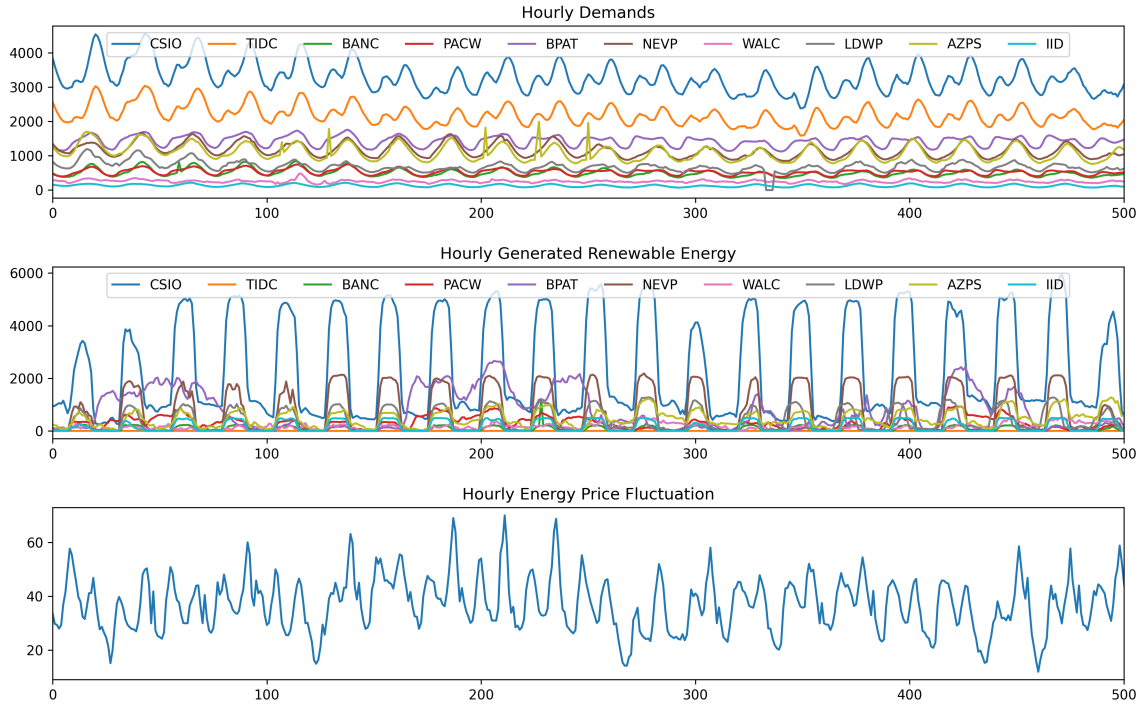 Hourly Demands
CSIO TIDC BANC PACW BPAT NEVP WALC LDWP AZPS IID
4000
3000
2000
1000
0
0 100 200 300 400 500
Hourly Generated Renewable Energy
CSIO TIDC BANC PACW BPAT NEVP WALC LDWP AZPS IID
6000
4000
2000
0
0 100 200 300 400 500
Hourly Energy Price Fluctuation
60
40
20
0 100 200 300 400 500